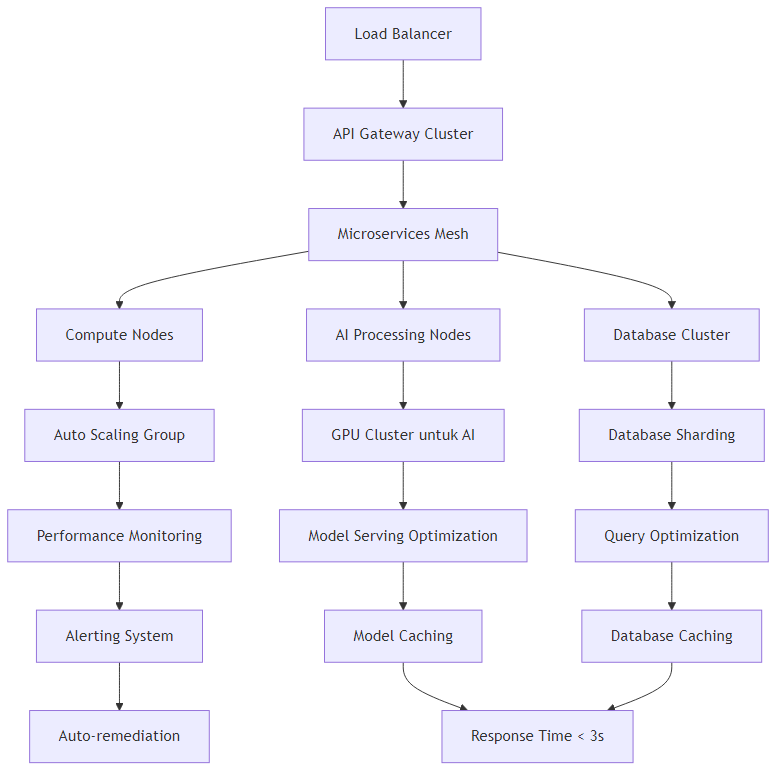 Load Balancer
API Gateway Cluster
Microservices Mesh
Compute Nodes
AI Processing Nodes
Database Cluster
Auto Scaling Group
GPU Cluster untuk AI
Database Sharding
Performance Monitoring
Model Serving Optimization
Query Optimization
Alerting System
Model Caching
Database Caching
Auto-remediation
Response Time < 3s